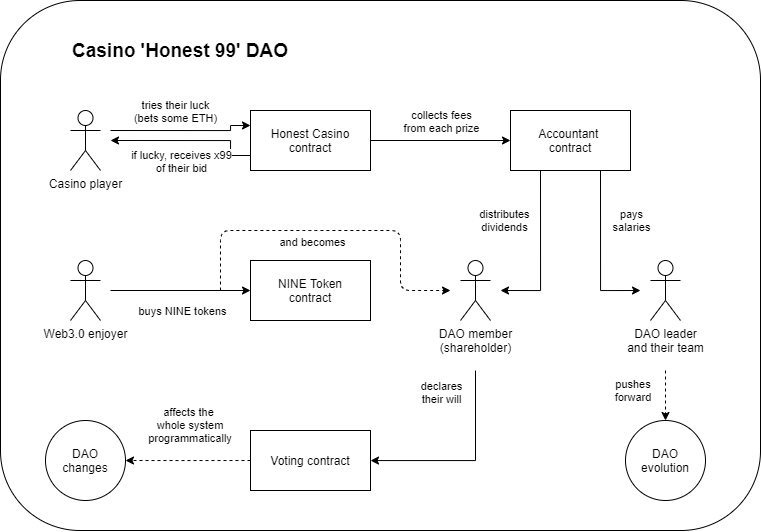 Casino 'Honest 99' DAO
tries their luck
(bets some ETH)
if lucky, receives x99
of their bid
Casino player
Honest Casino
contract
collects fees
from each prize
Accountant
contract
distributes
dividends
pays
salaries
and becomes
Web3.0 enjoyer
buys NINE tokens
NINE Token
contract
DAO member
(shareholder)
DAO leader
and their team
declares
their will
pushes
forward
affects the
whole system
programmatically
DAO
changes
Voting contract
DAO
evolution